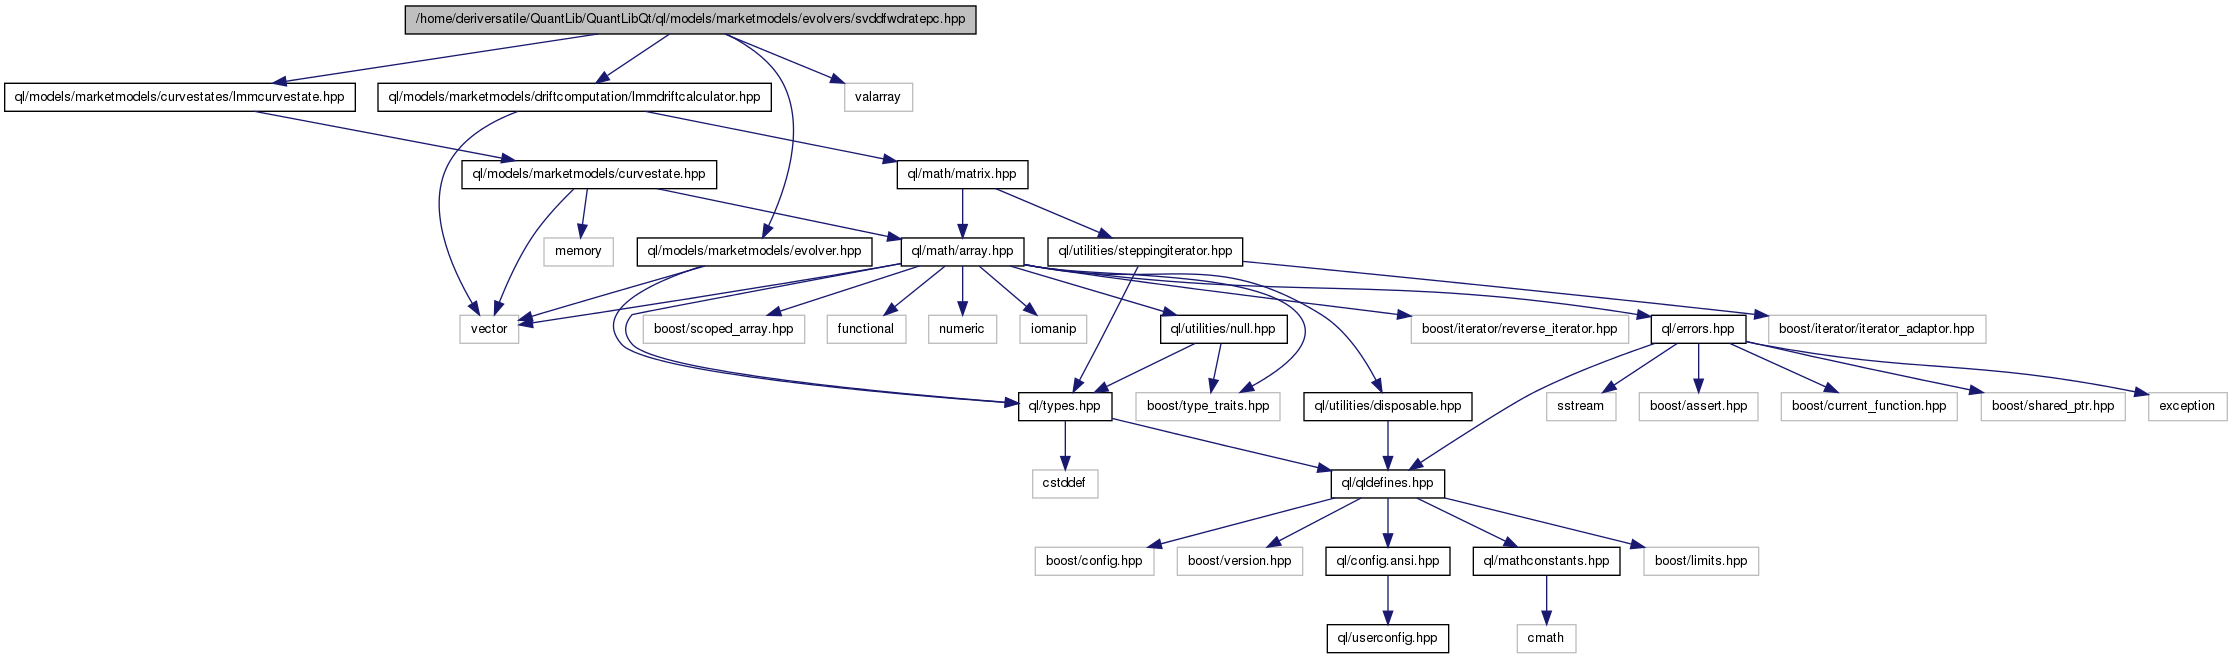 /home/deriversatile/QuantLib/QuantLibQt/ql/models/marketmodels/evolvers/svddfwdratepc.hpp
ql/models/marketmodels/curvestates/lmmcurvestate.hpp
ql/models/marketmodels/driftcomputation/lmmdriftcalculator.hpp
valarray
ql/models/marketmodels/curvestate.hpp
ql/math/matrix.hpp
memory
ql/models/marketmodels/evolver.hpp
ql/math/array.hpp
ql/utilities/steppingiterator.hpp
vector
boost/scoped_array.hpp
functional
numeric
iomanip
ql/utilities/null.hpp
boost/iterator/reverse_iterator.hpp
ql/errors.hpp
boost/iterator/iterator_adaptor.hpp
ql/types.hpp
boost/type_traits.hpp
ql/utilities/disposable.hpp
sstream
boost/assert.hpp
boost/current_function.hpp
boost/shared_ptr.hpp
exception
cstddef
ql/qldefines.hpp
boost/config.hpp
boost/version.hpp
ql/config.ansi.hpp
ql/mathconstants.hpp
boost/limits.hpp
ql/userconfig.hpp
cmath